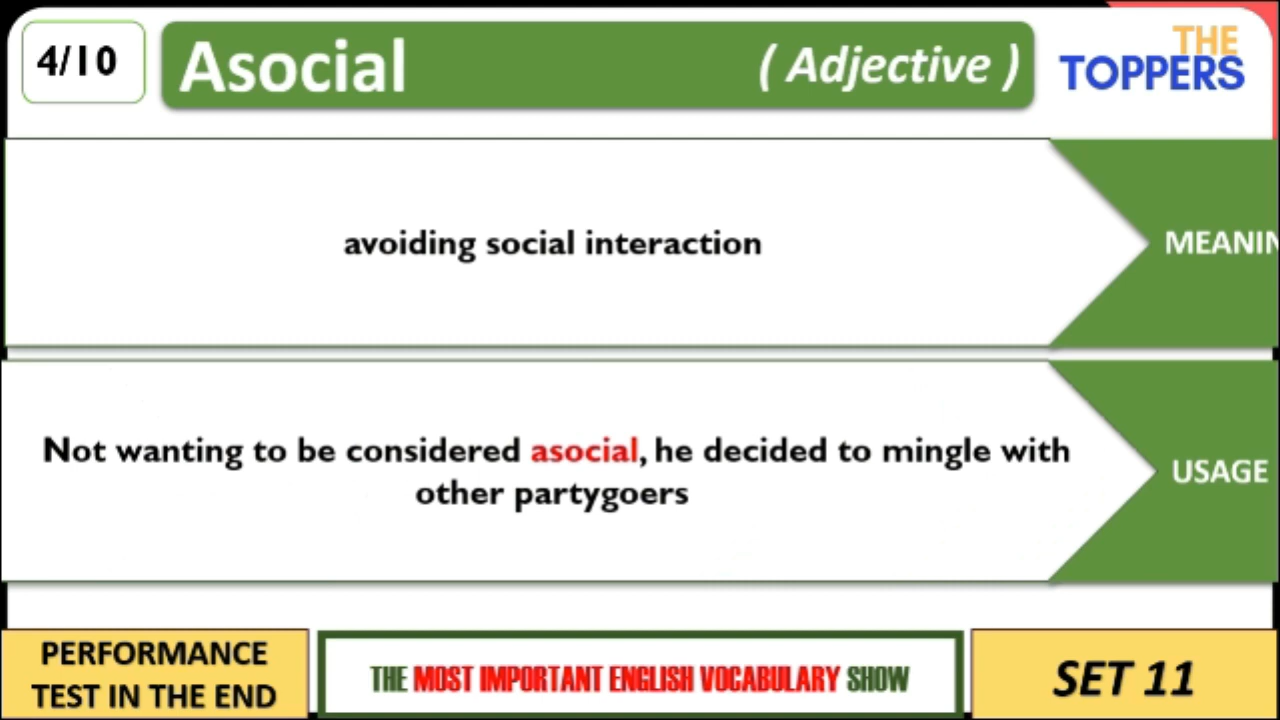 4/10
Asocial
( Adjective )
THE
TOPPERS
avoiding social interaction
MEANIN
Not wanting to be considered asocial, he decided to mingle with
other partygoers
USAGE
PERFORMANCE
TEST IN THE END
THE MOST IMPORTANT ENGLISH VOCABULARY SHOW
SET 11